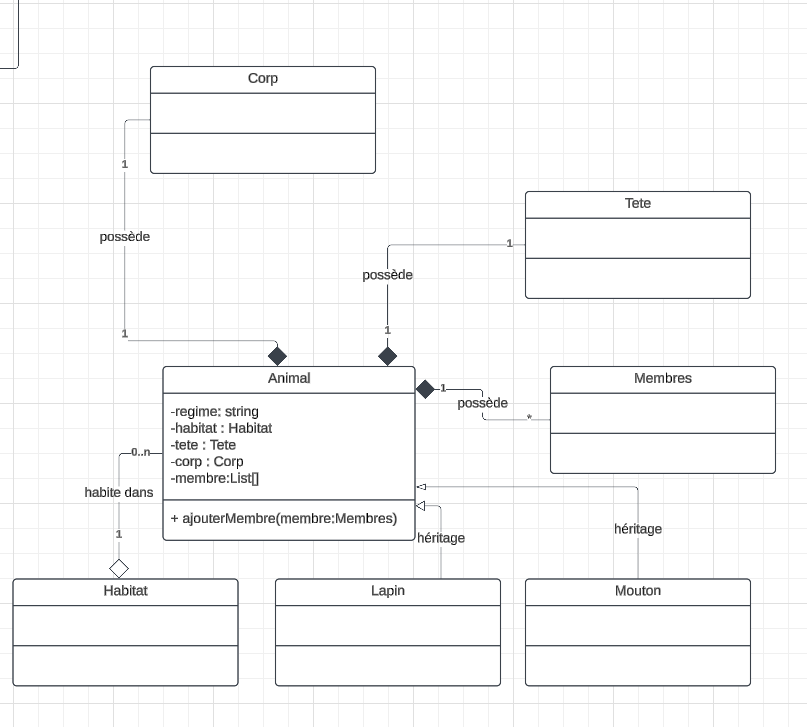 Corp
1
possède
1
Tete
1
possède
1
Animal
-regime: string
-habitat : Habitat
-tete : Tete
-corp : Corp
-membre:List[]
+ ajouterMembre(membre:Membres)
1
possède
*
Membres
0..n
habite dans
1
héritage
héritage
Habitat
Lapin
Mouton